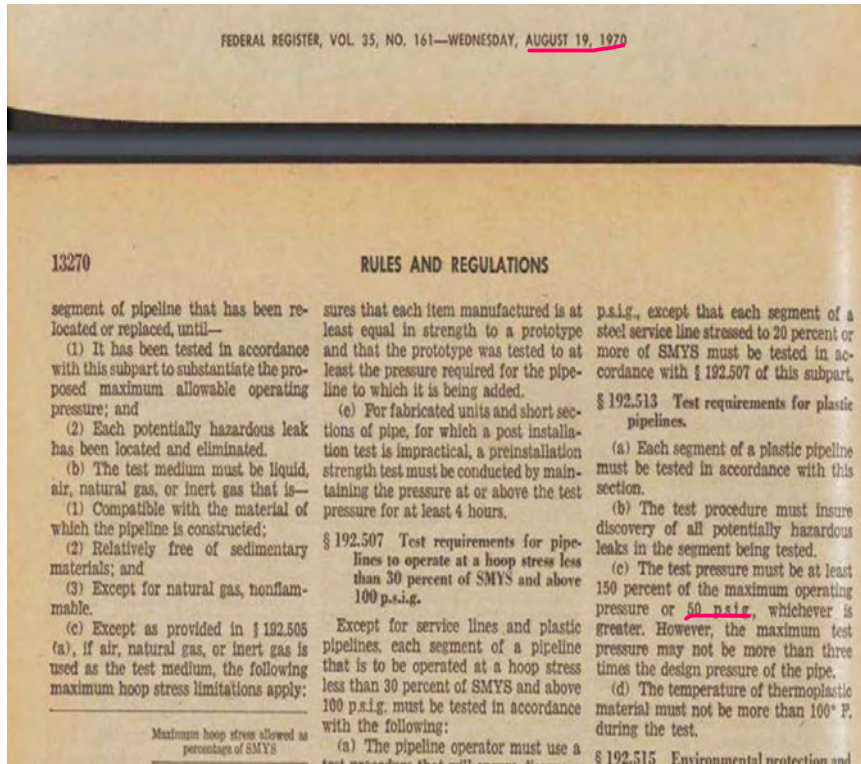 FEDERAL REGISTER, VOL. 35, NO. 161—WEDNESDAY, AUGUST 19, 1970
13270
RULES AND REGULATIONS
segment of pipeline that has been re-
located or replaced, until—
(1) It has been tested in accordance
with this subpart to substantiate the pro-
posed maximum allowable operating
pressure; and
(2) Each potentially hazardous leak
has been located and eliminated.
(b) The test medium must be liquid,
air, natural gas, or inert gas that is—
(1) Compatible with the material of
which the pipeline is constructed;
(2) Relatively free of sedimentary
materials; and
(3) Except for natural gas, nonflam-
mable.
(c) Except as provided in § 192.505
(a), if air, natural gas, or inert gas is
used as the test medium, the following
maximum hoop stress limitations apply:
Maximum hoop stress allowed as
percentage of SMYS
sures that each item manufactured is at
least equal in strength to a prototype
and that the prototype was tested to at
least the pressure required for the pipe-
line to which it is being added.
(e) For fabricated units and short sec-
tions of pipe, for which a post installa-
tion test is impractical, a preinstallation
strength test must be conducted by main-
taining the pressure at or above the test
pressure for at least 4 hours.
§ 192.507 Test requirements for pipe-
lines to operate at a hoop stress less
than 30 percent of SMYS and above
100 p.s.i.g.
Except for service lines and plastic
pipelines, each segment of a pipeline
that is to be operated at a hoop stress
less than 30 percent of SMYS and above
100 p.s.i.g. must be tested in accordance
with the following:
(a) The pipeline operator must use a
p.s.i.g., except that each segment of a
steel service line stressed to 20 percent or
more of SMYS must be tested in ac-
cordance with § 192.507 of this subpart.
§ 192.513 Test requirements for plastic
pipelines.
(a) Each segment of a plastic pipeline
must be tested in accordance with this
section.
(b) The test procedure must insure
discovery of all potentially hazardous
leaks in the segment being tested.
(c) The test pressure must be at least
150 percent of the maximum operating
pressure or 50 p.s.i.g., whichever is
greater. However, the maximum test
pressure may not be more than three
times the design pressure of the pipe.
(d) The temperature of thermoplastic
material must not be more than 100° F.
during the test.
§ 192.515 Environmental protection and